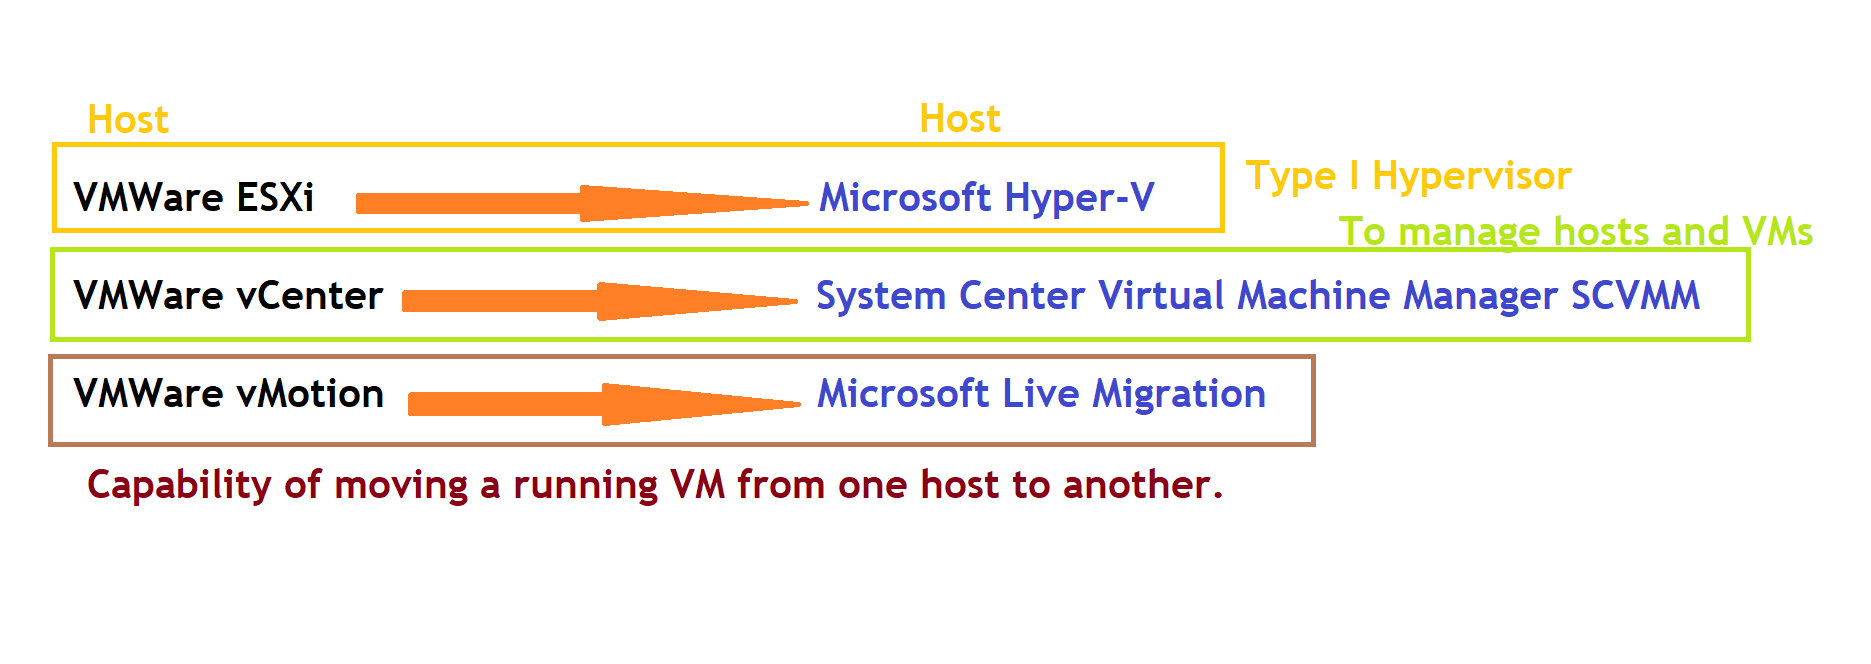 Host Host
VMWare ESXi Microsoft Hyper-V Type I Hypervisor
To manage hosts and VMs
VMWare vCenter System Center Virtual Machine Manager SCVMM
VMWare vMotion Microsoft Live Migration
Capability of moving a running VM from one host to another.